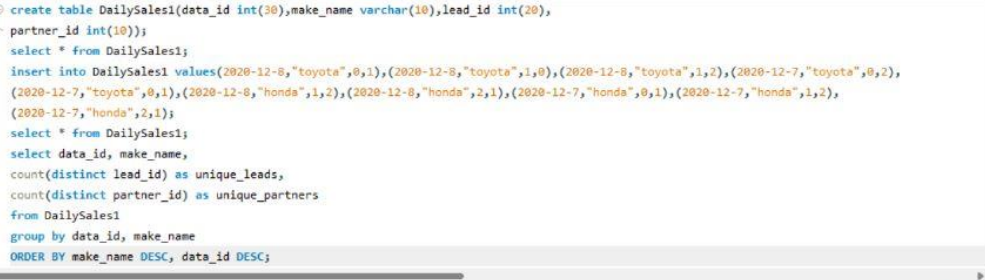 create table DailySales1(data_id int(30),make_name varchar(10),lead_id int(20),
partner_id int(10));
select * from DailySales1;
insert into DailySales1 values(2020-12-8,"toyota",0,1),(2020-12-8,"toyota",1,0),(2020-12-8,"toyota",1,2),(2020-12-7,"toyota",0,2),
(2020-12-7,"toyota",0,1),(2020-12-8,"honda",1,2),(2020-12-8,"honda",2,1),(2020-12-7,"honda",0,1),(2020-12-7,"honda",1,2),
(2020-12-7,"honda",2,1);
select * from DailySales1;
select data_id, make_name,
count(distinct lead_id) as unique_leads,
count(distinct partner_id) as unique_partners
from DailySales1
group by data_id, make_name
ORDER BY make_name DESC, data_id DESC;